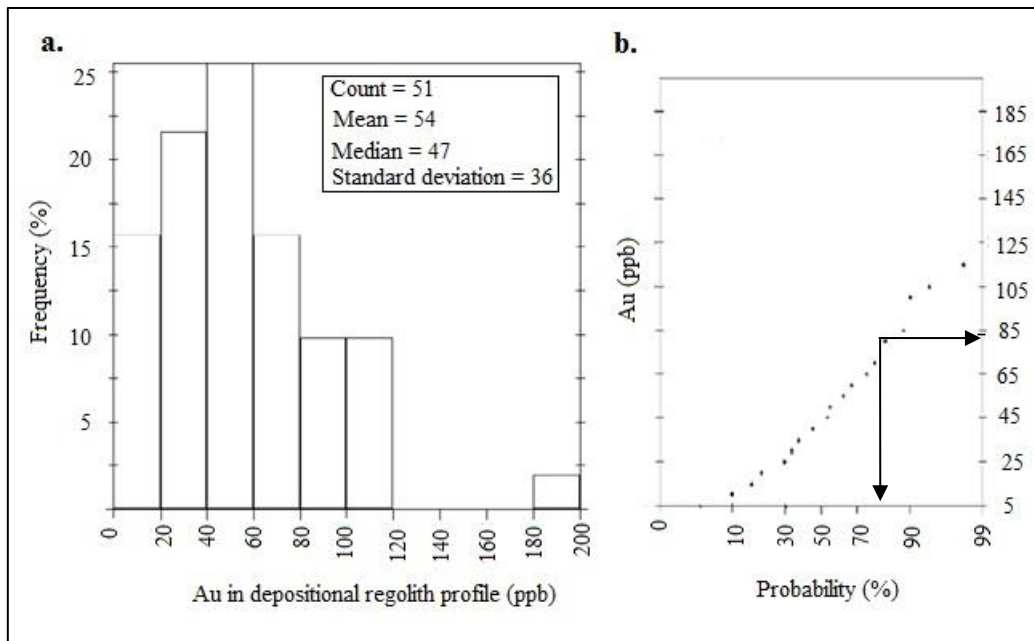 a.
25
20
15
10
5
Frequency (%)
Count = 51
Mean = 54
Median = 47
Standard deviation = 36
0 20 40 60 80 100 120 140 160 180 200
Au in depositional regolith profile (ppb)
b.
185
165
145
125
105
85
65
45
25
5
Au (ppb)
0 10 30 50 70 90 99
Probability (%)